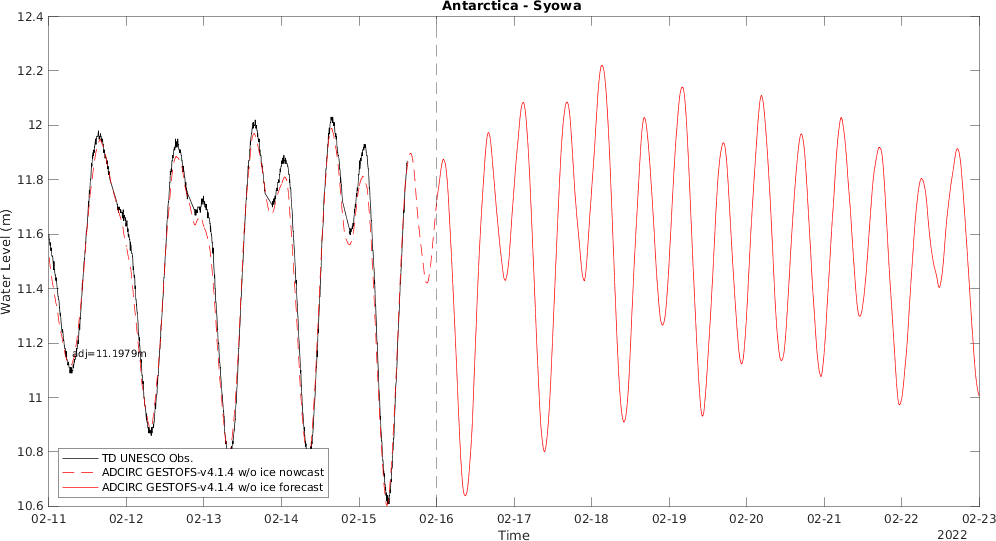 Antarctica - Syowa
12.4
12.2
12
11.8
11.6
11.4
11.2
11
10.8
10.6
Water Level (m)
adj=11.1979m
TD UNESCO Obs.
ADCIRC GESTOFS-v4.1.4 w/o ice nowcast
ADCIRC GESTOFS-v4.1.4 w/o ice forecast
02-11 02-12 02-13 02-14 02-15 02-16 02-17 02-18 02-19 02-20 02-21 02-22 02-23
Time
2022